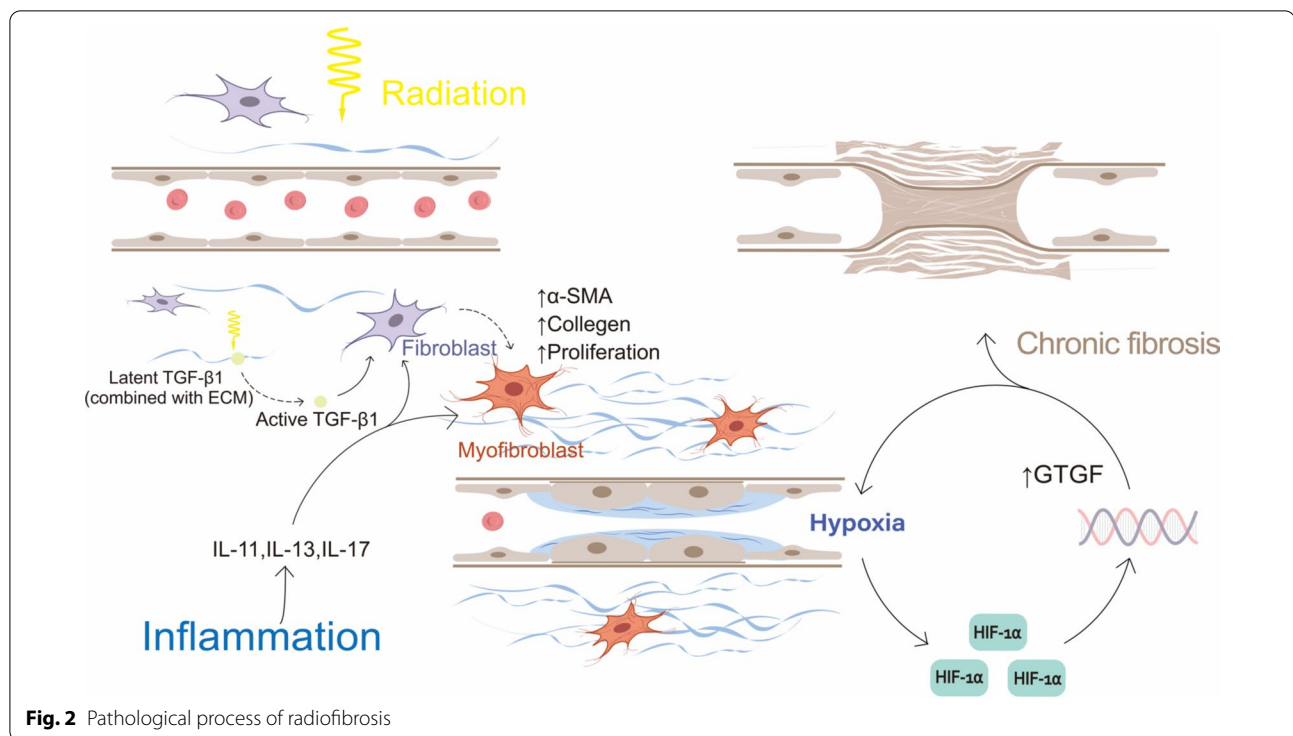 Radiation
↑α-SMA
↑Collegen
↑Proliferation
Fibroblast
Latent TGF-β1
(combined with ECM)
Active TGF-β1
Myofibroblast
Chronic fibrosis
↑GTGF
Hypoxia
IL-11,IL-13,IL-17
Inflammation
HIF-1α
HIF-1α
HIF-1α
Fig. 2 Pathological process of radiofibrosis